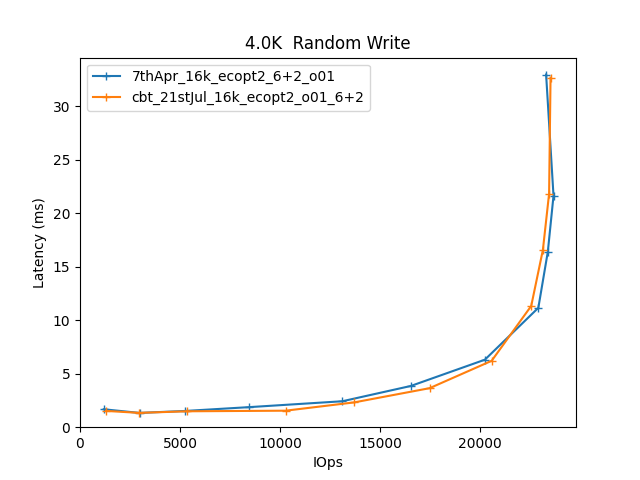 4.0K  Random Write
7thApr_16k_ecopt2_6+2_o01
cbt_21stJul_16k_ecopt2_o01_6+2
Latency (ms)
30
25
20
15
10
5
0
0 5000 10000 15000 20000
IOps